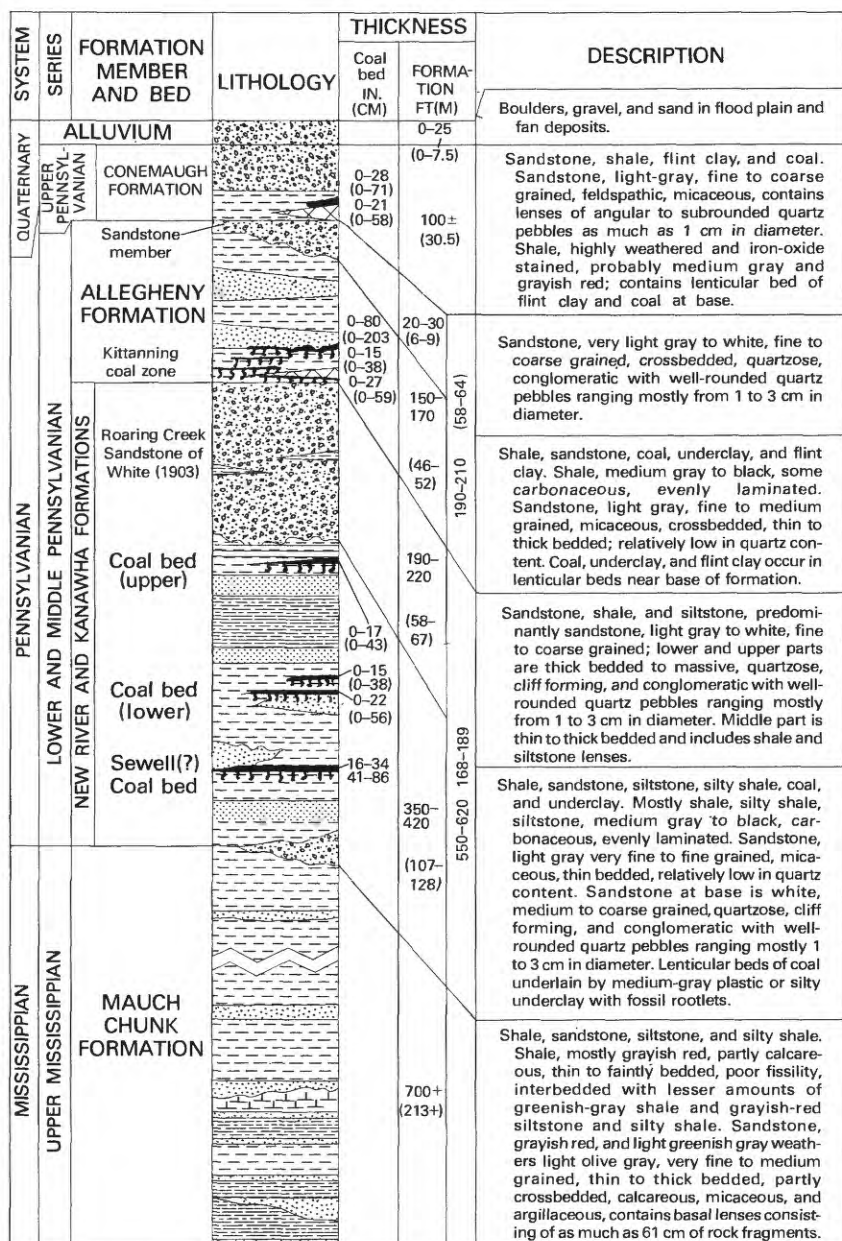 SYSTEM
SERIES
FORMATION
MEMBER
AND BED
LITHOLOGY
THICKNESS
Coal
bed
IN.
(CM)
FORMA-
TION
FT(M)
DESCRIPTION
QUATERNARY
ALLUVIUM
0–25
(0–7.5)
Boulders, gravel, and sand in flood plain and
fan deposits.
UPPER
PENNSYL-
VANIAN
CONEMAUGH
FORMATION
0–28
(0–71)
0–21
(0–58)
100±
(30.5)
Sandstone, shale, flint clay, and coal.
Sandstone, light-gray, fine to coarse
grained, feldspathic, micaceous, contains
lenses of angular to subrounded quartz
pebbles as much as 1 cm in diameter.
Shale, highly weathered and iron-oxide
stained, probably medium gray and
grayish red; contains lenticular bed of
flint clay and coal at base.
PENNSYLVANIAN
LOWER AND MIDDLE PENNSYLVANIAN
Sandstone
member
20–30
(6–9)
Sandstone, very light gray to white, fine to
coarse grained, crossbedded, quartzose,
conglomeratic with well-rounded quartz
pebbles ranging mostly from 1 to 3 cm in
diameter.
ALLEGHENY
FORMATION
Kittanning
coal zone
0–80
(0–203
0–15
(0–38)
0–27
(0–59)
150–
170
(46–
52)
190–210
(58–64)
Shale, sandstone, coal, underclay, and flint
clay. Shale, medium gray to black, some
carbonaceous, evenly laminated.
Sandstone, light gray, fine to medium
grained, micaceous, crossbedded, thin to
thick bedded; relatively low in quartz con-
tent. Coal, underclay, and flint clay occur in
lenticular beds near base of formation.
NEW RIVER AND KANAWHA FORMATIONS
Roaring Creek
Sandstone of
White (1903)
190–
220
(58–
67)
Sandstone, shale, and siltstone, predomi-
nantly sandstone, light gray to white, fine
to coarse grained; lower and upper parts
are thick bedded to massive, quartzose,
cliff forming, and conglomeratic with well-
rounded quartz pebbles ranging mostly
from 1 to 3 cm in diameter. Middle part is
thin to thick bedded and includes shale and
siltstone lenses.
Coal bed
(upper)
0–17
(0–43)
Coal bed
(lower)
0–15
(0–38)
0–22
(0–56)
Sewell(?)
Coal bed
16–34
41–86
350–
420
(107–
128)
550–620
168–189
Shale, sandstone, siltstone, silty shale, coal,
and underclay. Mostly shale, silty shale,
siltstone, medium gray to black, car-
bonaceous, evenly laminated. Sandstone,
light gray very fine to fine grained, mica-
ceous, thin bedded, relatively low in quartz
content. Sandstone at base is white,
medium to coarse grained, quartzose, cliff
forming, and conglomeratic with well-
rounded quartz pebbles ranging mostly 1
to 3 cm in diameter. Lenticular beds of coal
underlain by medium-gray plastic or silty
underclay with fossil rootlets.
MISSISSIPPIAN
UPPER MISSISSIPPIAN
MAUCH
CHUNK
FORMATION
700+
(213+)
Shale, sandstone, siltstone, and silty shale.
Shale, mostly grayish red, partly calcare-
ous, thin to faintly bedded, poor fissility,
interbedded with lesser amounts of
greenish-gray shale and grayish-red
siltstone and silty shale. Sandstone,
grayish red, and light greenish gray weath-
ers light olive gray, very fine to medium
grained, thin to thick bedded, partly
crossbedded, calcareous, micaceous, and
argillaceous, contains basal lenses consist-
ing of as much as 61 cm of rock fragments.